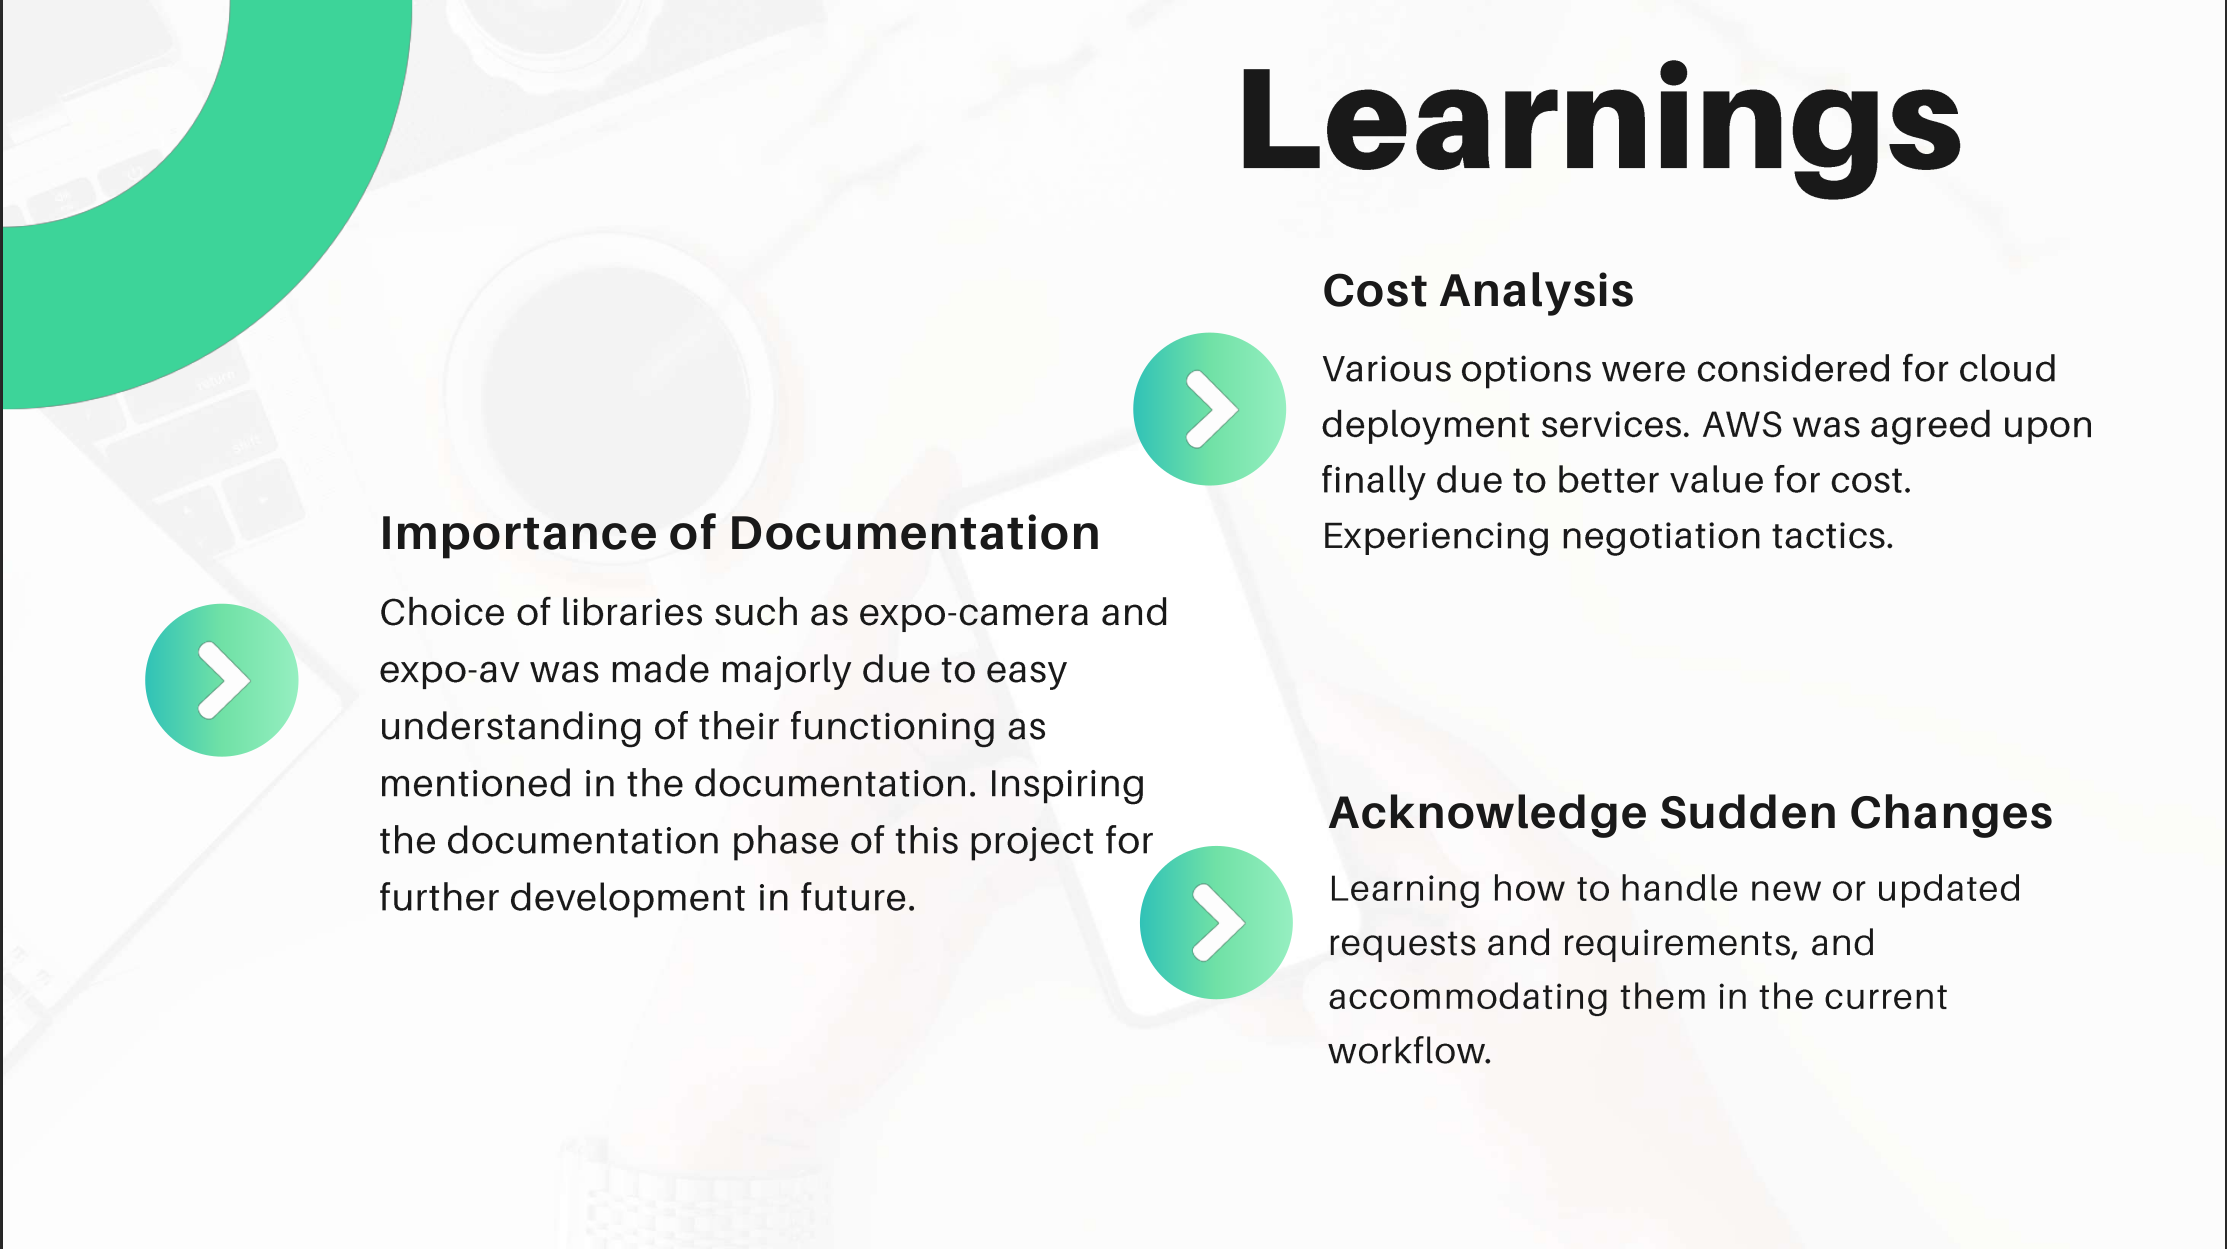 Learnings
Cost Analysis
Various options were considered for cloud
deployment services. AWS was agreed upon
finally due to better value for cost.
Experiencing negotiation tactics.
Importance of Documentation
Choice of libraries such as expo-camera and
expo-av was made majorly due to easy
understanding of their functioning as
mentioned in the documentation. Inspiring
the documentation phase of this project for
further development in future.
Acknowledge Sudden Changes
Learning how to handle new or updated
requests and requirements, and
accommodating them in the current
workflow.